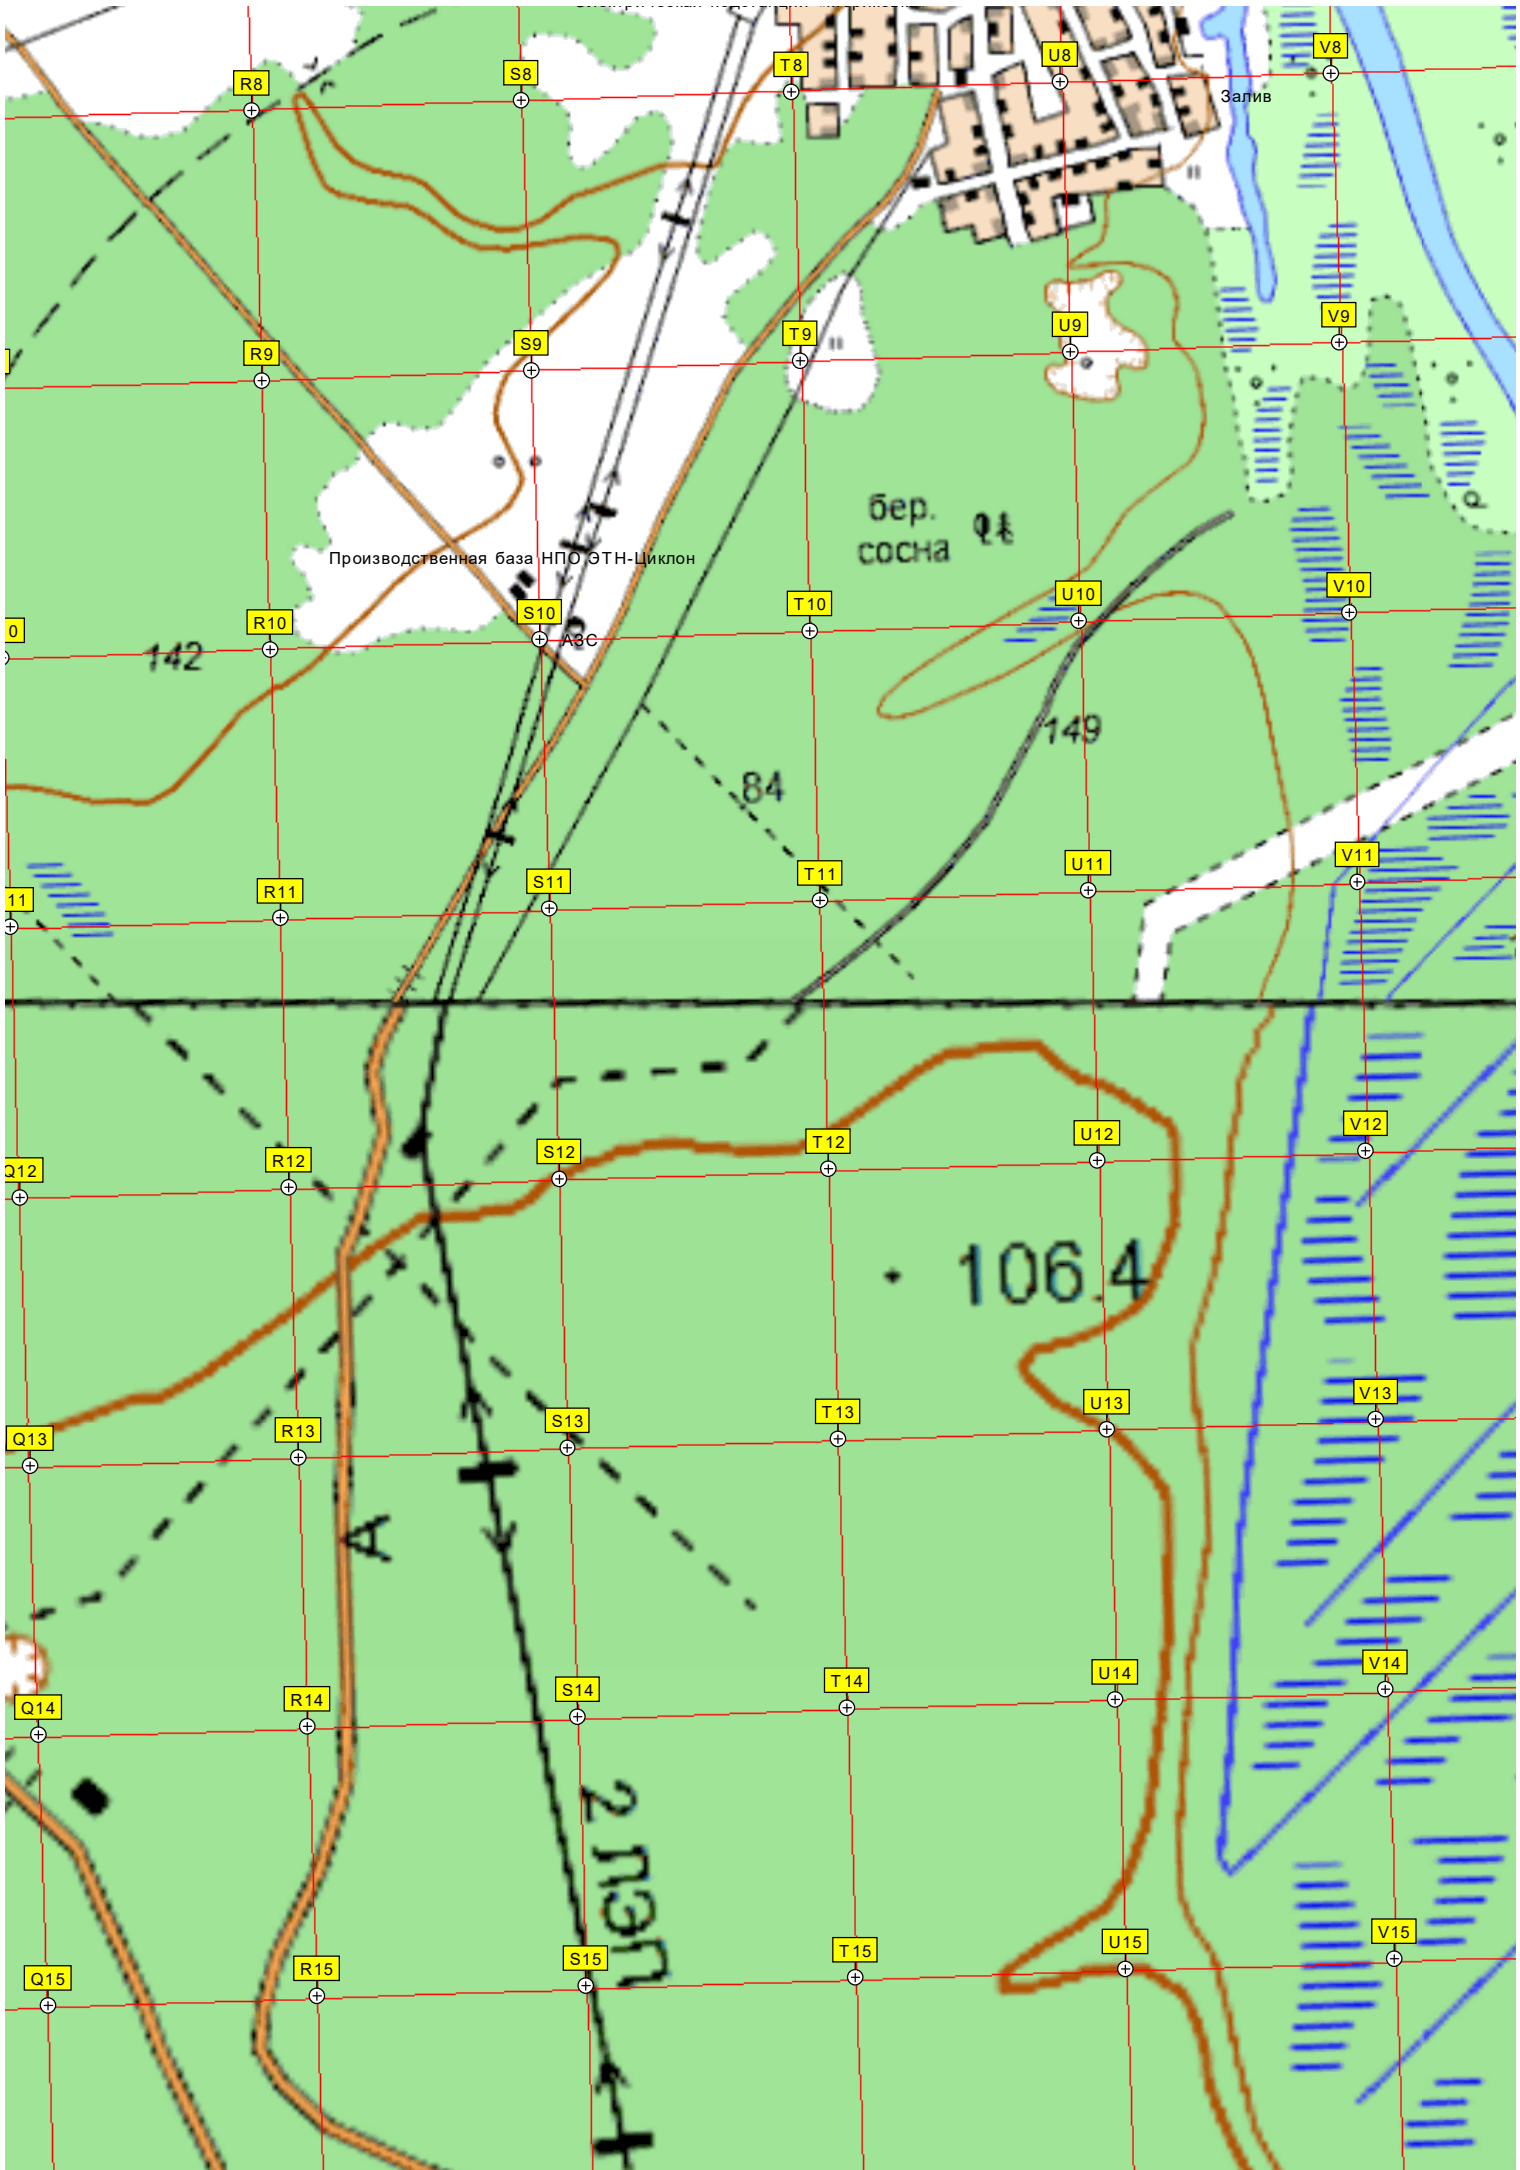 V8
U8
T8
S8
R8
Залив
V9
U9
T9
S9
R9
бер.
сосна
Производственная база НПО ЭТН-Циклон
V10
U10
T10
S10
R10
0
АЗС
142
149
84
V11
U11
T11
S11
R11
11
V12
U12
T12
S12
R12
Q12
106.4
V13
U13
T13
S13
R13
Q13
А
V14
U14
T14
S14
R14
Q14
2 ЛЭП
V15
U15
T15
S15
R15
Q15